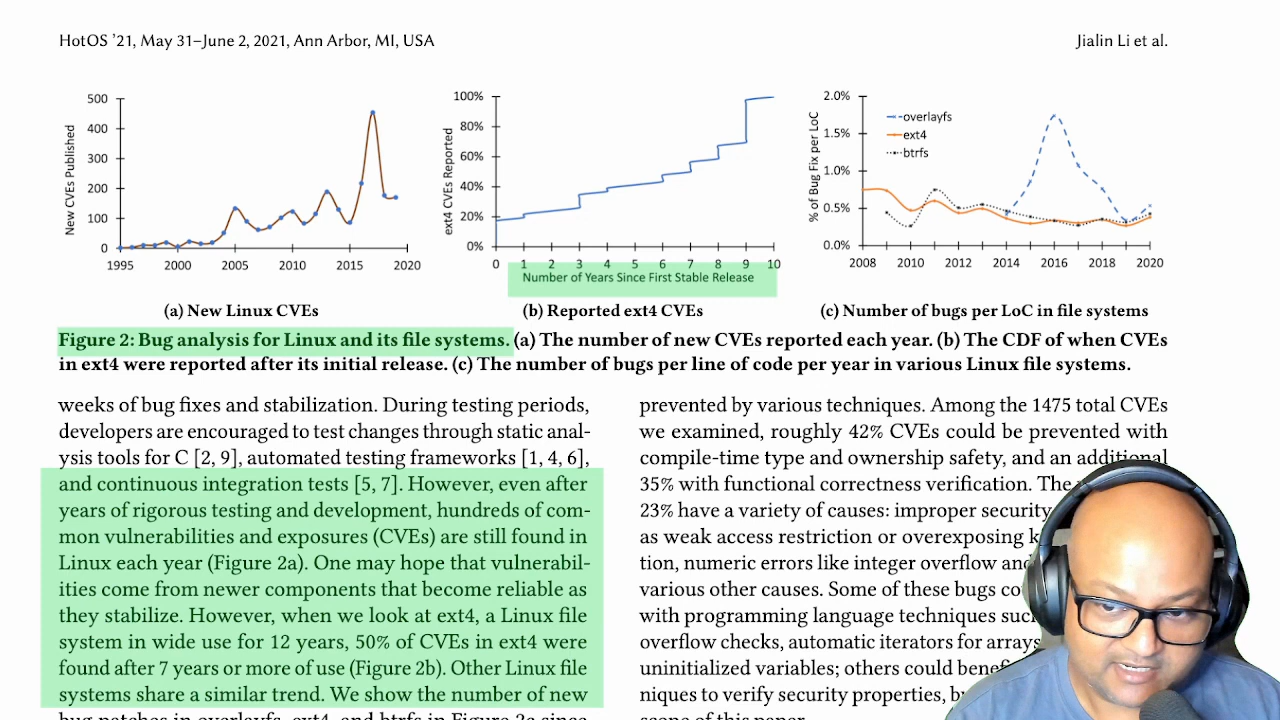 HotOS ’21, May 31–June 2, 2021, Ann Arbor, MI, USA
Jialin Li et al.
New CVEs Published
500
400
300
200
100
0
1995 2000 2005 2010 2015 2020
(a) New Linux CVEs
ext4 CVEs Reported
100%
80%
60%
40%
20%
0%
0 1 2 3 4 5 6 7 8 9 10
Number of Years Since First Stable Release
(b) Reported ext4 CVEs
% of Bug Fix per LoC
2.0%
1.5%
1.0%
0.5%
0.0%
overlayfs
ext4
btrfs
2008 2010 2012 2014 2016 2018 2020
(c) Number of bugs per LoC in file systems
Figure 2: Bug analysis for Linux and its file systems. (a) The number of new CVEs reported each year. (b) The CDF of when CVEs
in ext4 were reported after its initial release. (c) The number of bugs per line of code per year in various Linux file systems.
weeks of bug fixes and stabilization. During testing periods,
developers are encouraged to test changes through static anal-
ysis tools for C [2, 9], automated testing frameworks [1, 4, 6],
and continuous integration tests [5, 7]. However, even after
years of rigorous testing and development, hundreds of com-
mon vulnerabilities and exposures (CVEs) are still found in
Linux each year (Figure 2a). One may hope that vulnerabil-
ities come from newer components that become reliable as
they stabilize. However, when we look at ext4, a Linux file
system in wide use for 12 years, 50% of CVEs in ext4 were
found after 7 years or more of use (Figure 2b). Other Linux file
systems share a similar trend. We show the number of new
bug patches in overlayfs, ext4, and btrfs in Figure 2c since
prevented by various techniques. Among the 1475 total CVEs
we examined, roughly 42% CVEs could be prevented with
compile-time type and ownership safety, and an additional
35% with functional correctness verification. The
23% have a variety of causes: improper security
as weak access restriction or overexposing
tion, numeric errors like integer overflow
various other causes. Some of these bugs
with programming language techniques
overflow checks, automatic iterators for arrays
uninitialized variables; others could
niques to verify security properties,
scope of this paper.